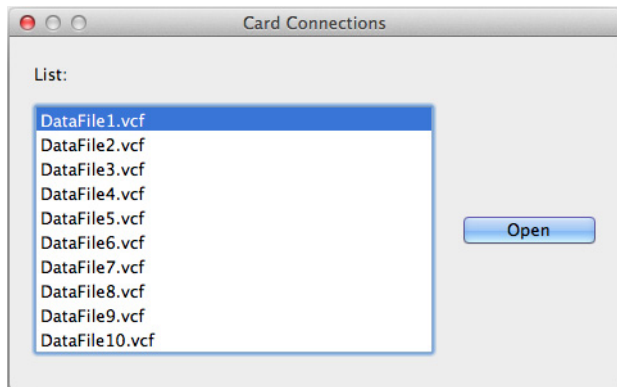 Card Connections
List:
DataFile1.vcf
DataFile2.vcf
DataFile3.vcf
DataFile4.vcf
DataFile5.vcf
DataFile6.vcf
DataFile7.vcf
DataFile8.vcf
DataFile9.vcf
DataFile10.vcf
Open